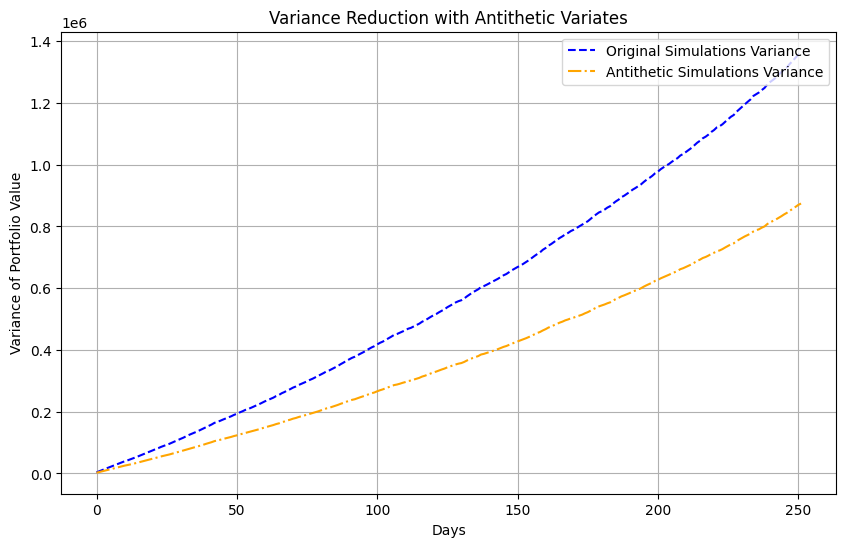 Variance Reduction with Antithetic Variates
1e6
1.4
1.2
1.0
0.8
0.6
0.4
0.2
0.0
Variance of Portfolio Value
Original Simulations Variance
Antithetic Simulations Variance
0 50 100 150 200 250
Days